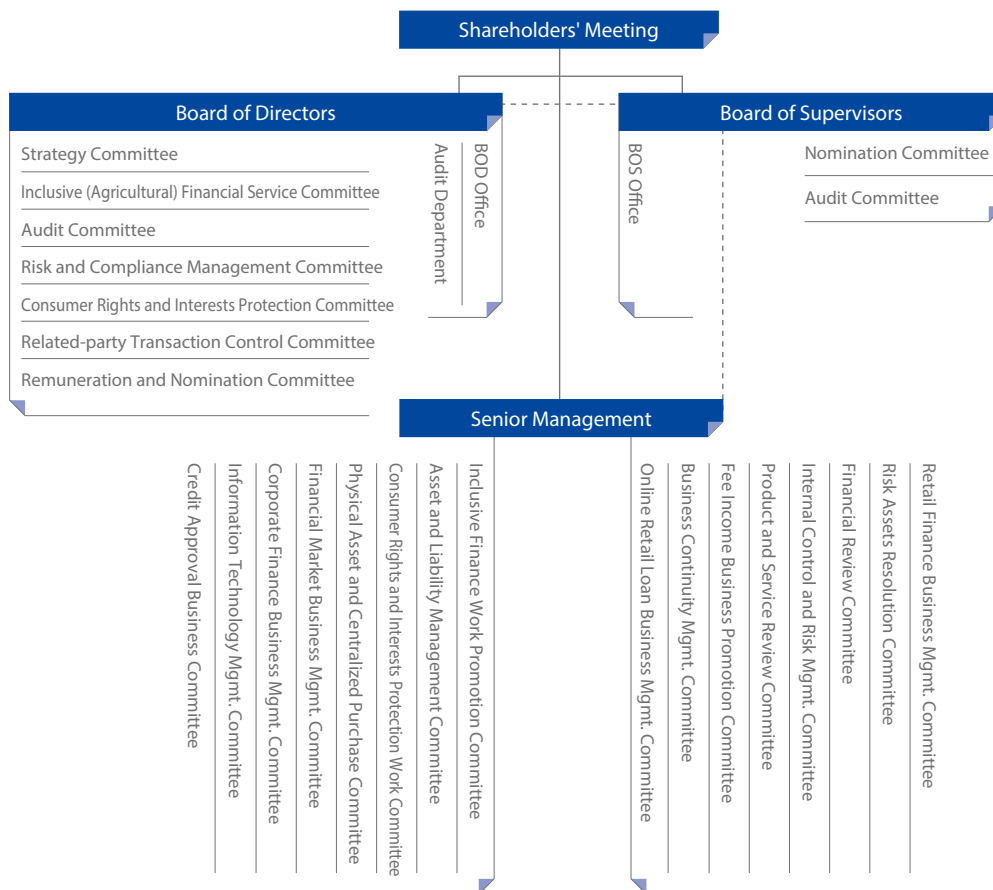 Shareholders' Meeting
Board of Directors
Board of Supervisors
Strategy Committee
Inclusive (Agricultural) Financial Service Committee
Audit Committee
Risk and Compliance Management Committee
Consumer Rights and Interests Protection Committee
Related-party Transaction Control Committee
Remuneration and Nomination Committee
Audit Department
BOD Office
BOS Office
Nomination Committee
Audit Committee
Senior Management
Credit Approval Business Committee
Information Technology Mgmt. Committee
Corporate Finance Business Mgmt. Committee
Financial Market Business Mgmt. Committee
Physical Asset and Centralized Purchase Committee
Consumer Rights and Interests Protection Work Committee
Asset and Liability Management Committee
Inclusive Finance Work Promotion Committee
Online Retail Loan Business Mgmt. Committee
Business Continuity Mgmt. Committee
Fee Income Business Promotion Committee
Product and Service Review Committee
Internal Control and Risk Mgmt. Committee
Financial Review Committee
Risk Assets Resolution Committee
Retail Finance Business Mgmt. Committee